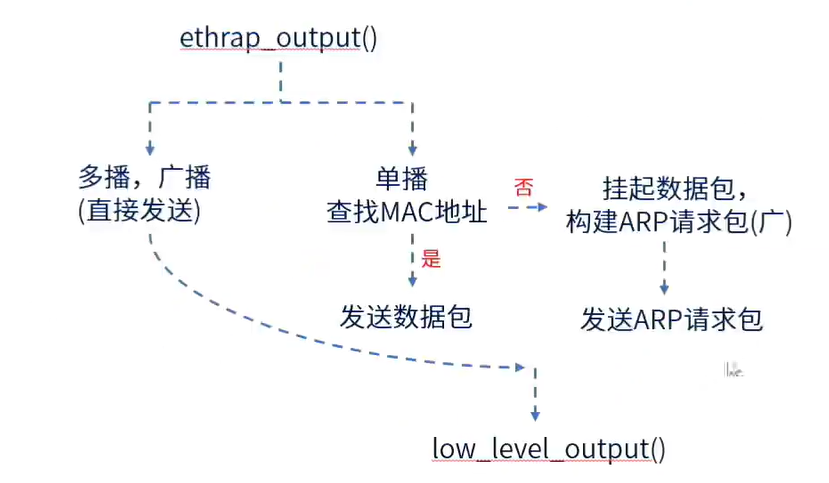 ethrap_output()
多播，广播
(直接发送)
单播
查找MAC地址
否
挂起数据包，
构建ARP请求包(广)
是
发送数据包
发送ARP请求包
low_level_output()